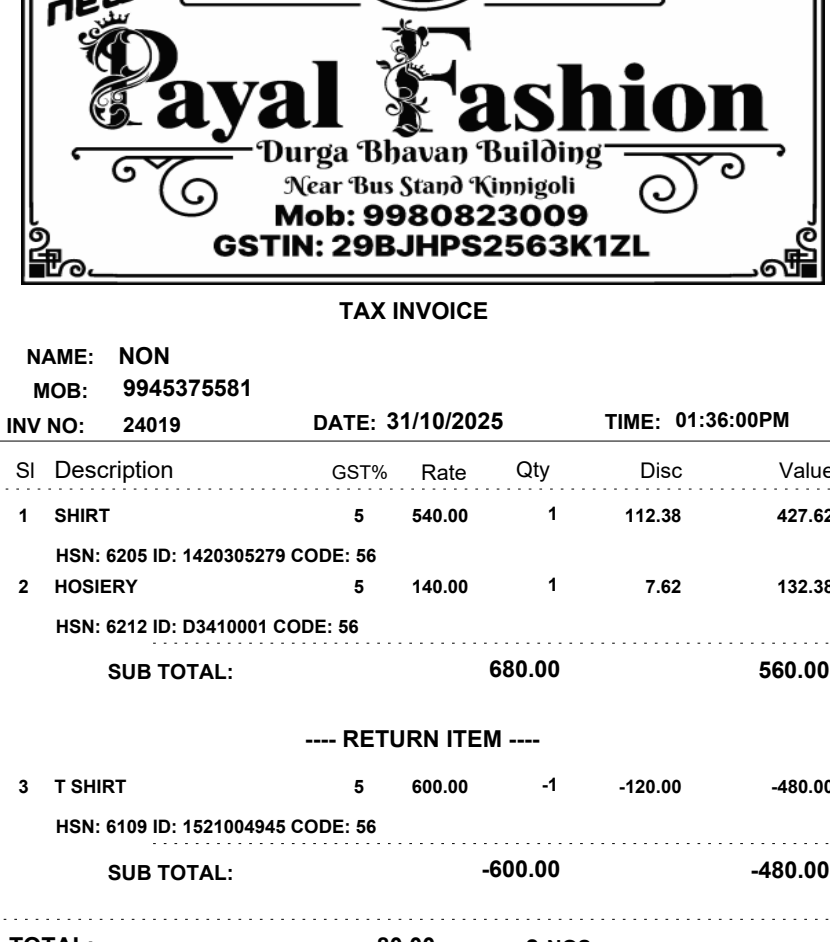 new
Payal Fashion
Durga Bhavan Building
Near Bus Stand Kinnigoli
Mob: 9980823009
GSTIN: 29BJHPS2563K1ZL
TAX INVOICE
NAME: NON
MOB: 9945375581
INV NO: 24019 DATE: 31/10/2025 TIME: 01:36:00PM
Sl Description GST% Rate Qty Disc Value
1 SHIRT 5 540.00 1 112.38 427.62
HSN: 6205 ID: 1420305279 CODE: 56
2 HOSIERY 5 140.00 1 7.62 132.38
HSN: 6212 ID: D3410001 CODE: 56
SUB TOTAL: 680.00 560.00
---- RETURN ITEM ----
3 T SHIRT 5 600.00 -1 -120.00 -480.00
HSN: 6109 ID: 1521004945 CODE: 56
SUB TOTAL: -600.00 -480.00
TOTAL: 80.00